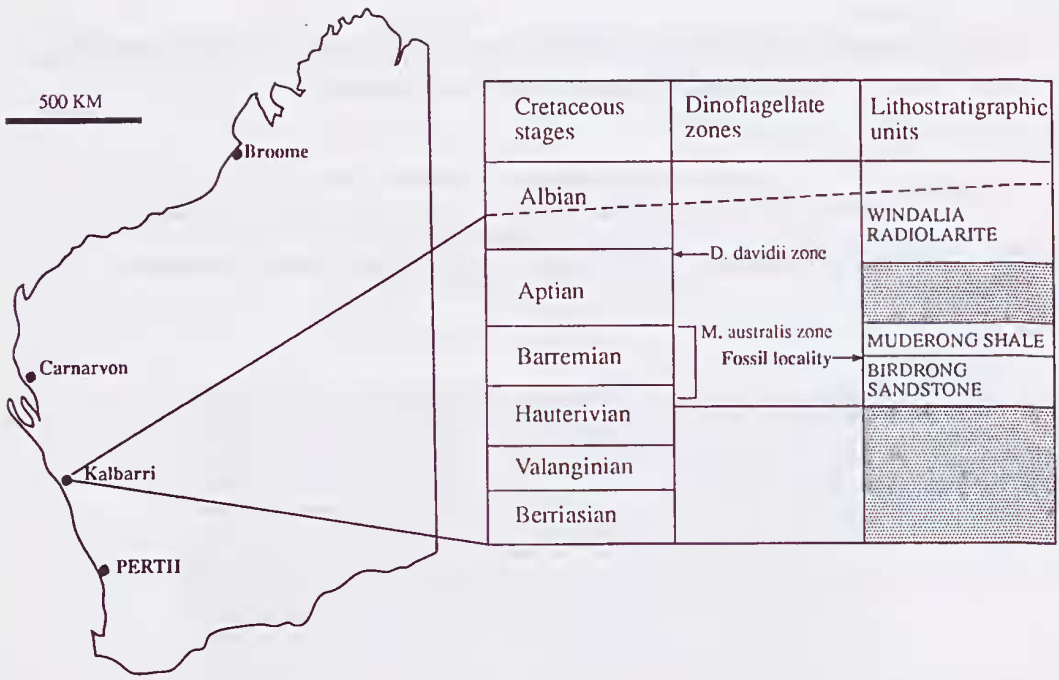 500 KM
Broome
Carnarvon
Kalbarri
PERTII
Cretaceous
stages
Dinoflagellate
zones
Lithostratigraphic
units
Albian
WINDALIA
RADIOLARITE
D. davidii zone
Aptian
M. australis zone
MUDERONG SHALE
Barremian
Fossil locality
BIRDRONG
SANDSTONE
Hauterivian
Valanginian
Berriasian